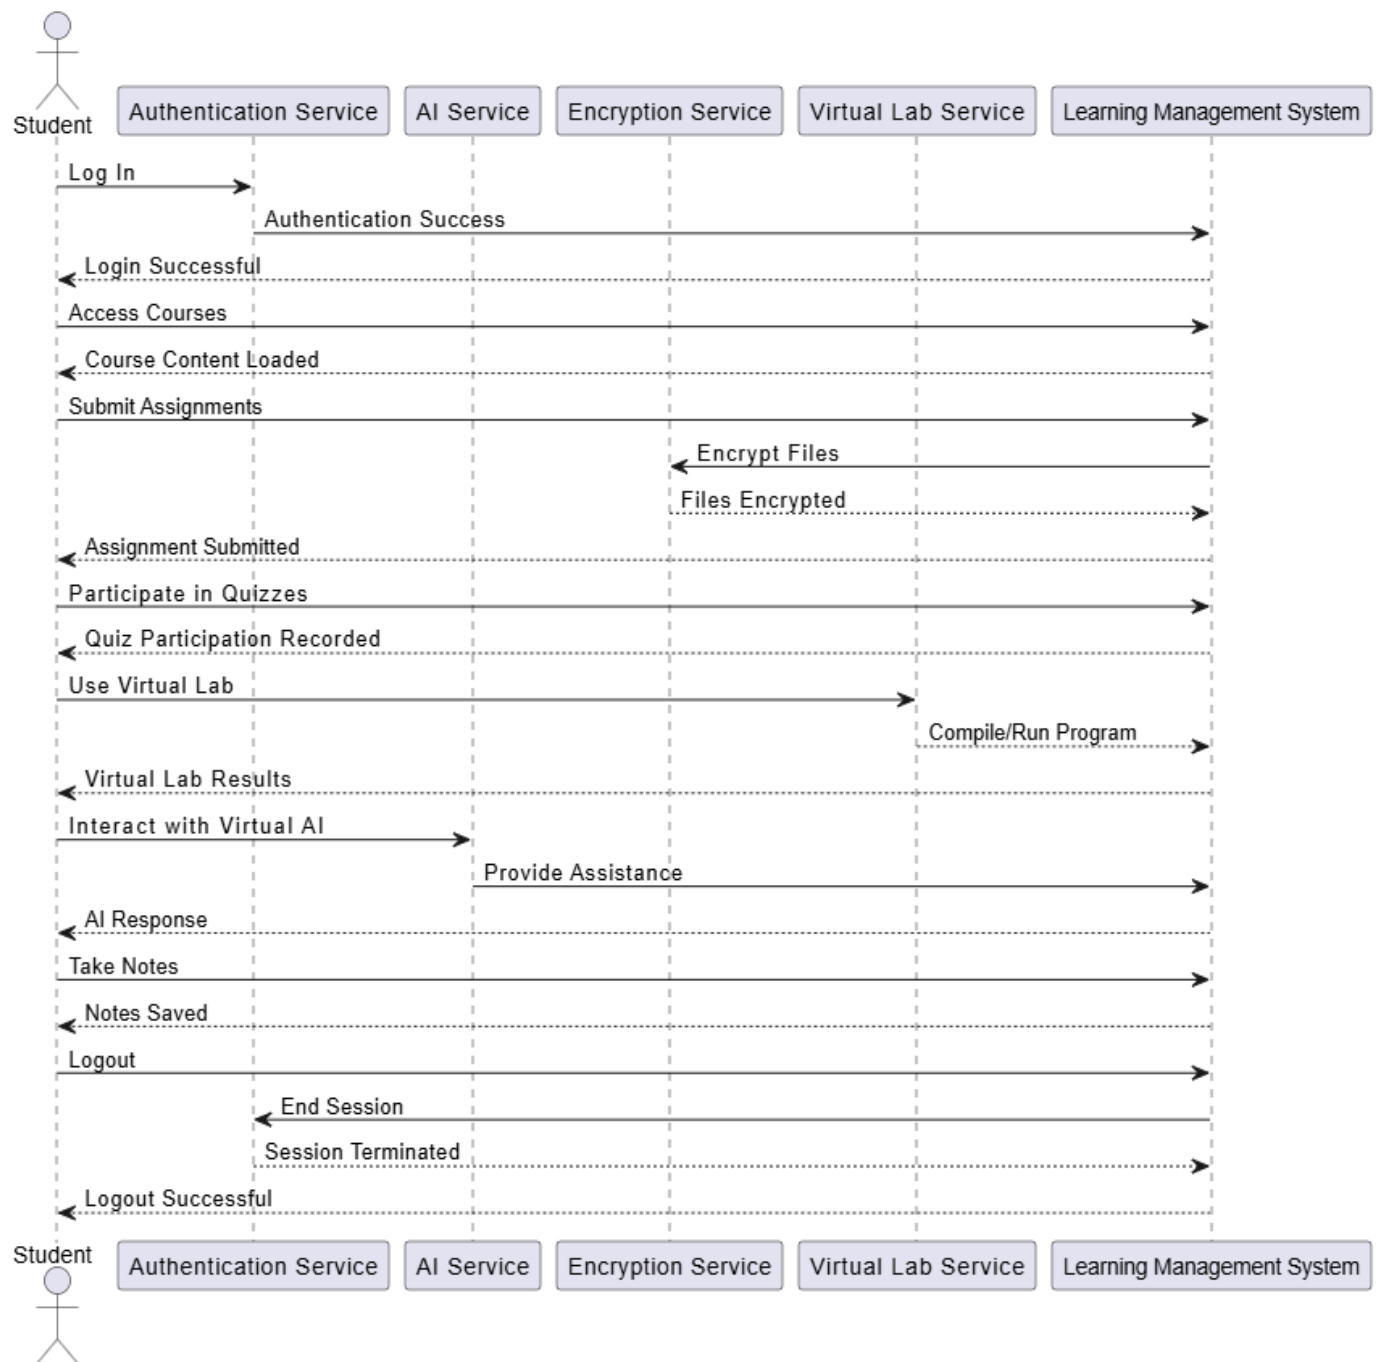 Student
Authentication Service
AI Service
Encryption Service
Virtual Lab Service
Learning Management System
Log In
Authentication Success
Login Successful
Access Courses
Course Content Loaded
Submit Assignments
Encrypt Files
Files Encrypted
Assignment Submitted
Participate in Quizzes
Quiz Participation Recorded
Use Virtual Lab
Compile/Run Program
Virtual Lab Results
Interact with Virtual AI
Provide Assistance
AI Response
Take Notes
Notes Saved
Logout
End Session
Session Terminated
Logout Successful
Student
Authentication Service
AI Service
Encryption Service
Virtual Lab Service
Learning Management System